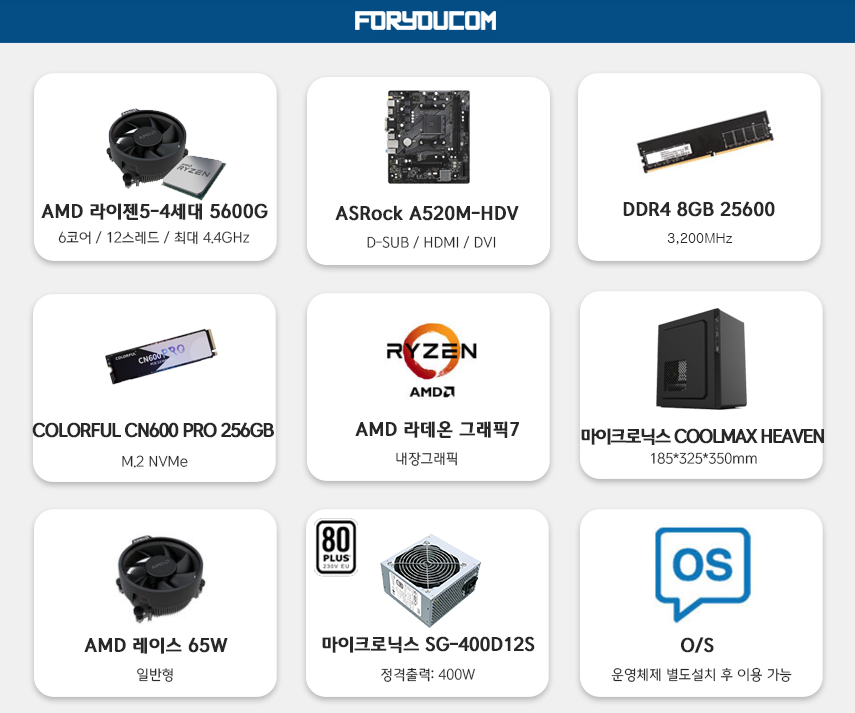 FORYOUCOM
RYZEN
AMD 라이젠5-4세대 5600G
6코어 / 12스레드 / 최대 4.4GHz
ASRock A520M-HDV
D-SUB / HDMI / DVI
DDR4 8GB 25600
3,200MHz
COLORFUL
CN600 PRO
COLORFUL CN600 PRO 256GB
M.2 NVMe
RYZEN
AMD
AMD 라데온 그래픽7
내장그래픽
마이크로닉스 COOLMAX HEAVEN
185*325*350mm
AMD 레이스 65W
일반형
80
PLUS
230V EU
마이크로닉스 SG-400D12S
정격출력: 400W
OS
O/S
운영체제 별도설치 후 이용 가능